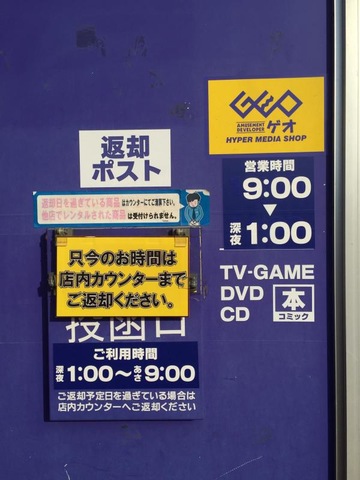 GEO
AMUSEMENT
DEVELOPER
ゲオ
HYPER MEDIA SHOP
営業時間
9:00
深夜 1:00
TV-GAME
DVD
CD
本
コミック
返却
ポスト
返却日を過ぎている商品はカウンターにてご返却下さい。
他店でレンタルされた商品は受付けられません。
只今のお時間は
店内カウンターまで
ご返却ください。
投函口
ご利用時間
深夜 1:00～あさ 9:00
ご返却予定日を過ぎている場合は
店内カウンターへご返却ください